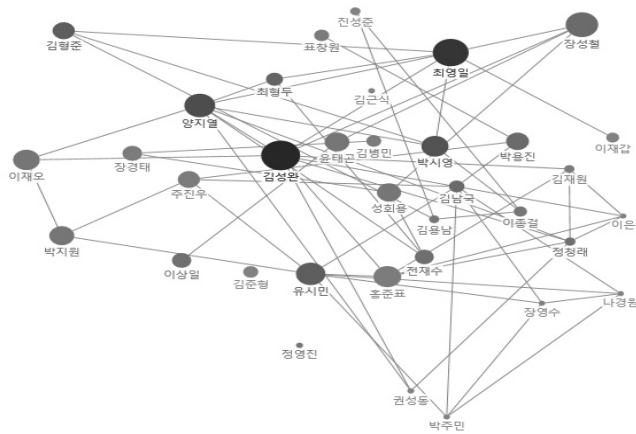 진성준
김형준
표창원
장성철
최영일
최형두
김근식
양지열
이재갑
이재오
장경태
윤태곤
김병민
박시영
박용진
김성완
김재원
주진우
성회용
김남국
이종걸
이은
김용남
박지원
정청래
이상일
김준형
유시민
전재수
홍준표
나경원
장영수
정영진
권성동
박주민